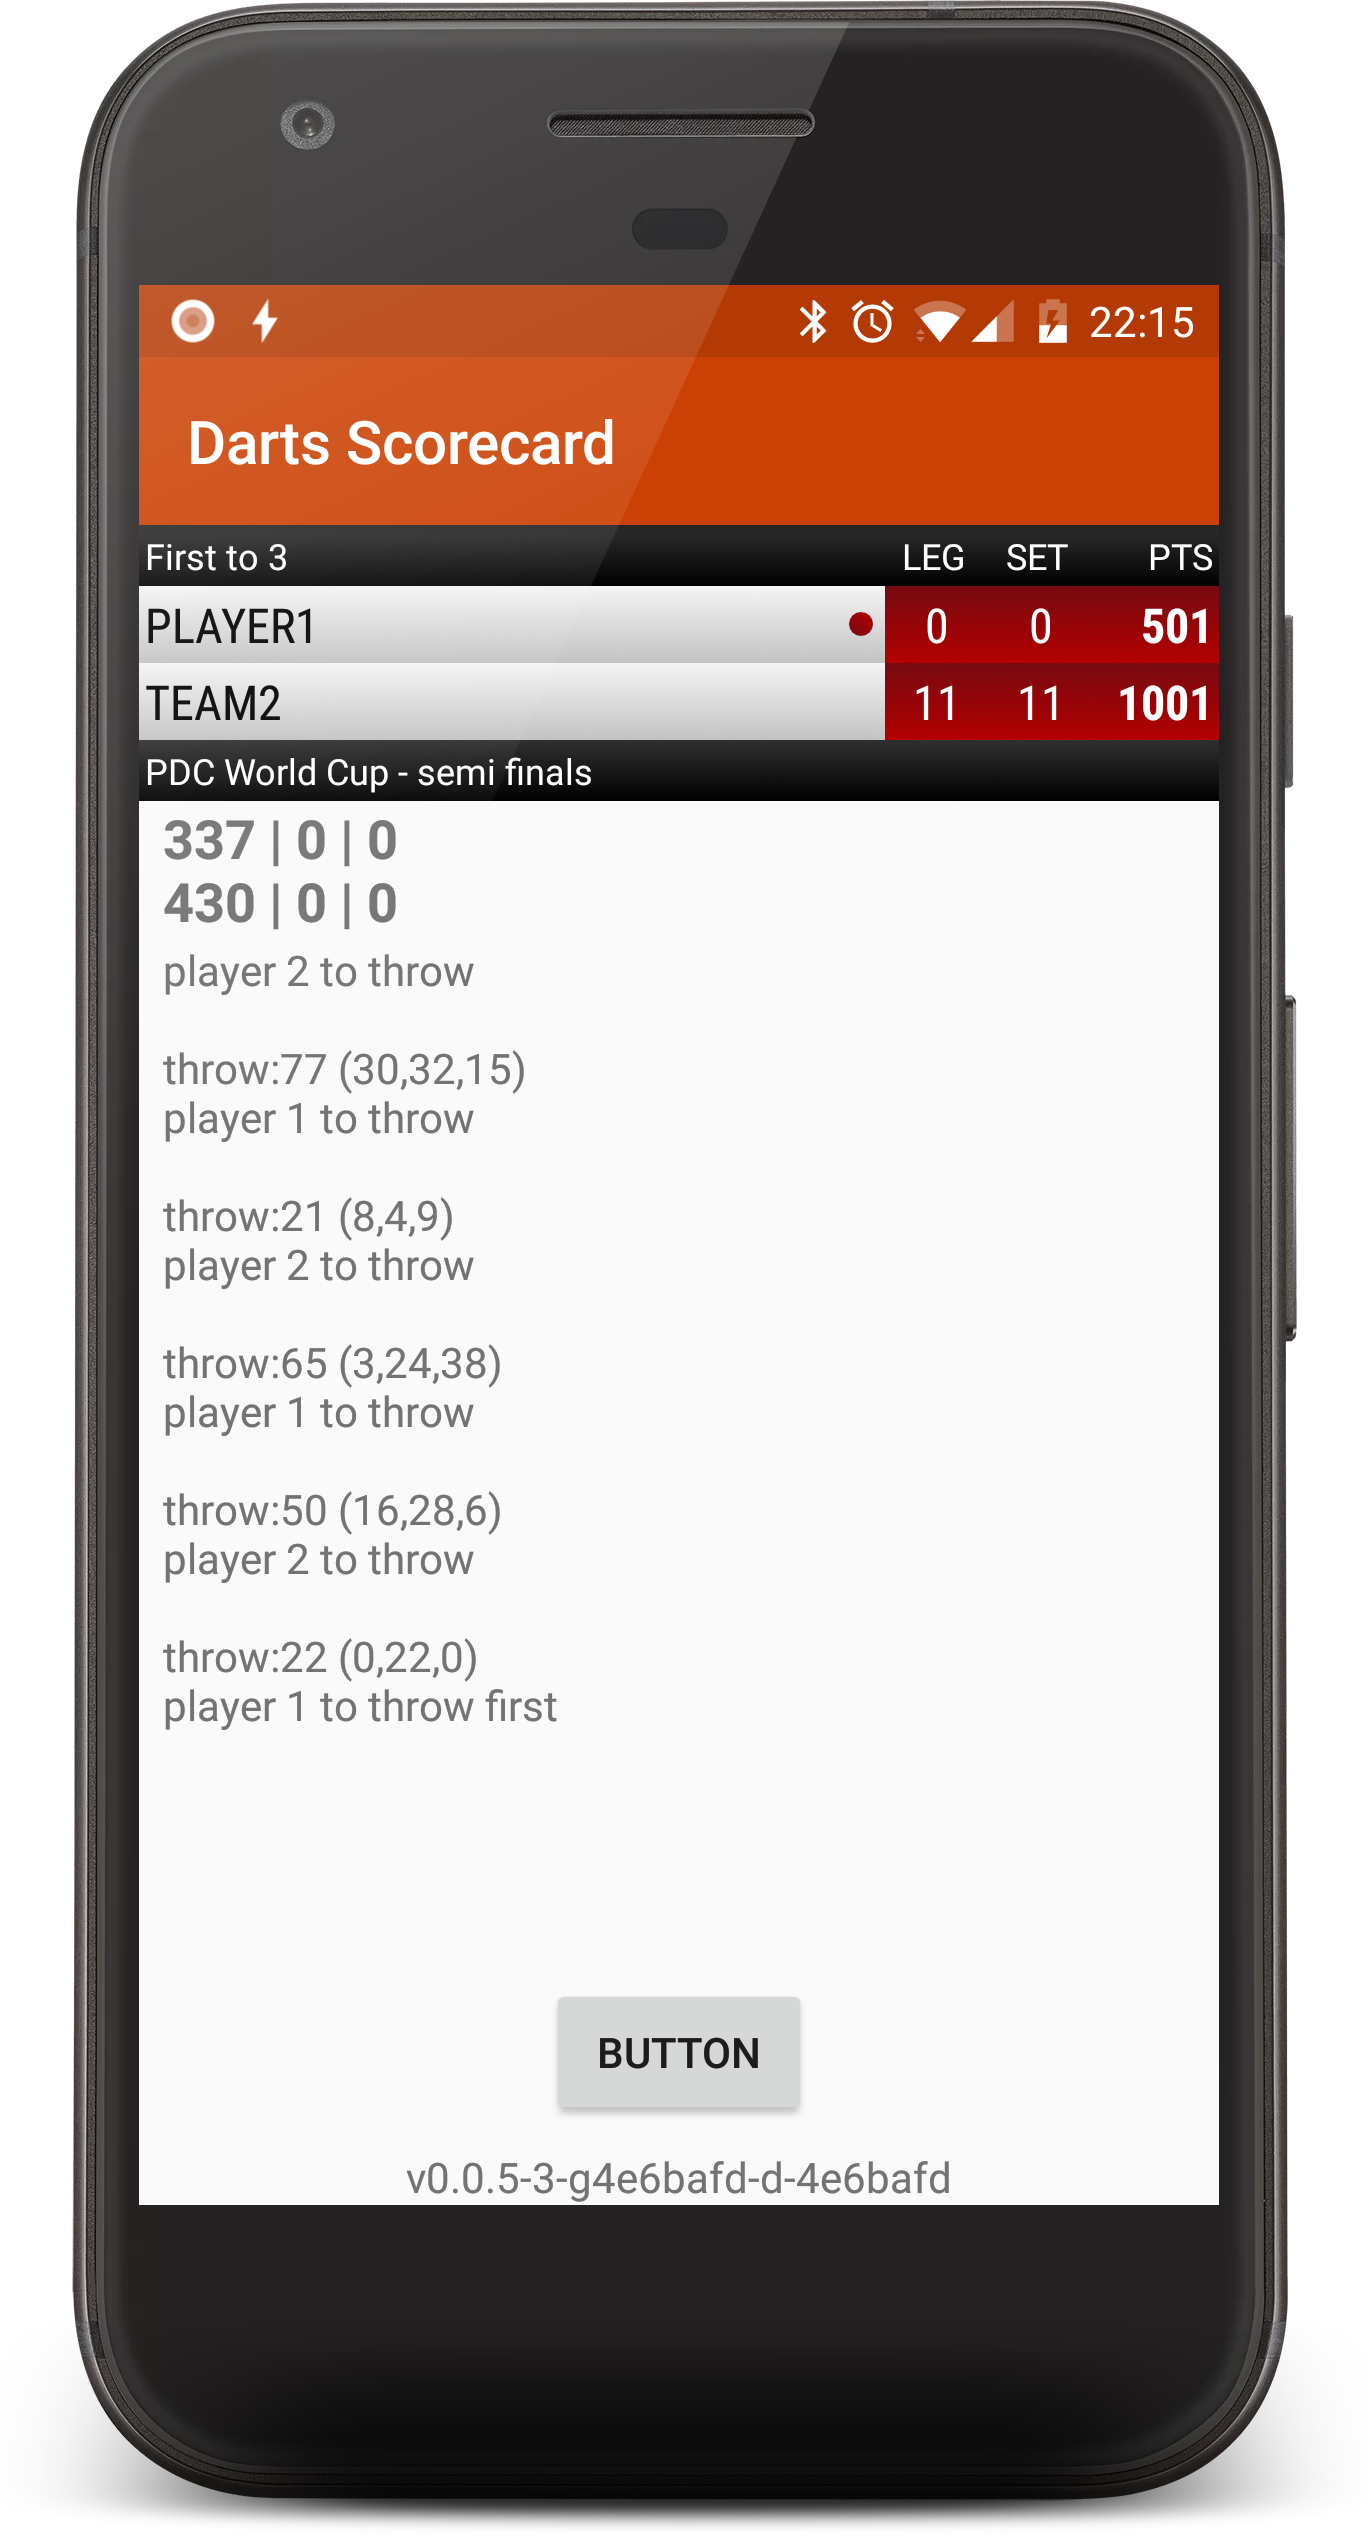 22:15
Darts Scorecard
First to 3 LEG SET PTS
PLAYER1 0 0 501
TEAM2 11 11 1001
PDC World Cup - semi finals
337 | 0 | 0
430 | 0 | 0
player 2 to throw
throw:77 (30,32,15)
player 1 to throw
throw:21 (8,4,9)
player 2 to throw
throw:65 (3,24,38)
player 1 to throw
throw:50 (16,28,6)
player 2 to throw
throw:22 (0,22,0)
player 1 to throw first
BUTTON
v0.0.5-3-g4e6bafd-d-4e6bafd